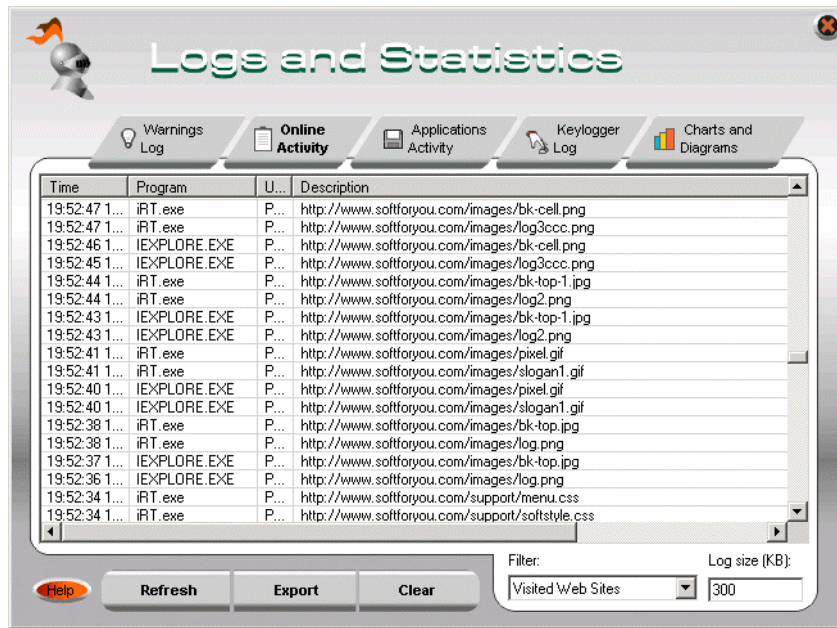 Logs and Statistics
Warnings Log
Online Activity
Applications Activity
Keylogger Log
Charts and Diagrams
Time Program U... Description
19:52:47 1... iRT.exe P... http://www.softforyou.com/images/bk-cell.png
19:52:47 1... iRT.exe P... http://www.softforyou.com/images/log3ccc.png
19:52:46 1... IEXPLORE.EXE P... http://www.softforyou.com/images/bk-cell.png
19:52:45 1... IEXPLORE.EXE P... http://www.softforyou.com/images/log3ccc.png
19:52:44 1... iRT.exe P... http://www.softforyou.com/images/bk-top-1.jpg
19:52:44 1... iRT.exe P... http://www.softforyou.com/images/log2.png
19:52:43 1... IEXPLORE.EXE P... http://www.softforyou.com/images/bk-top-1.jpg
19:52:43 1... IEXPLORE.EXE P... http://www.softforyou.com/images/log2.png
19:52:41 1... iRT.exe P... http://www.softforyou.com/images/pixel.gif
19:52:41 1... iRT.exe P... http://www.softforyou.com/images/slogan1.gif
19:52:40 1... IEXPLORE.EXE P... http://www.softforyou.com/images/pixel.gif
19:52:40 1... IEXPLORE.EXE P... http://www.softforyou.com/images/slogan1.gif
19:52:38 1... iRT.exe P... http://www.softforyou.com/images/bk-top.jpg
19:52:38 1... iRT.exe P... http://www.softforyou.com/images/log.png
19:52:37 1... IEXPLORE.EXE P... http://www.softforyou.com/images/bk-top.jpg
19:52:36 1... IEXPLORE.EXE P... http://www.softforyou.com/images/log.png
19:52:34 1... iRT.exe P... http://www.softforyou.com/support/menu.css
19:52:34 1... iRT.exe P... http://www.softforyou.com/support/softstyle.css
Filter: Log size (KB):
Help Refresh Export Clear Visited Web Sites 300